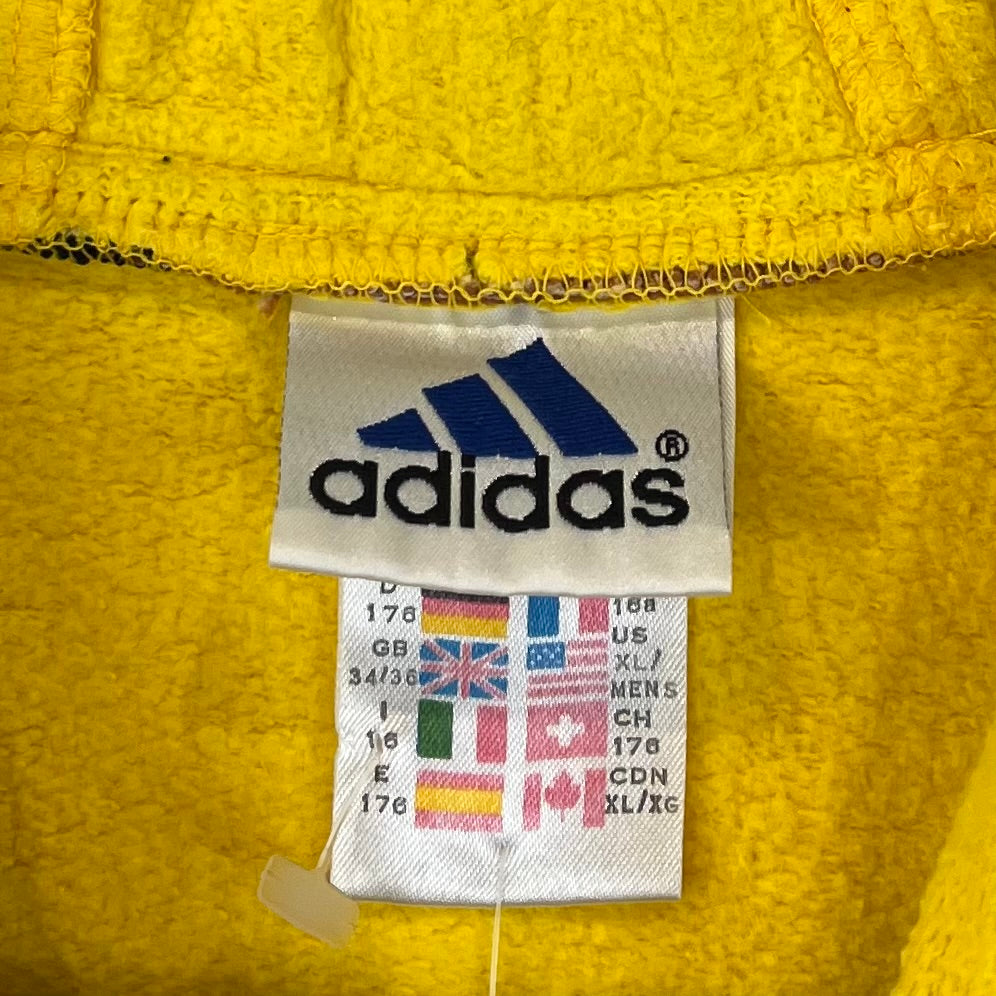 adidas®
D
176
GB
34/36
I
16
E
176
168
US
XL/
MENS
CH
176
CDN
XL/XG